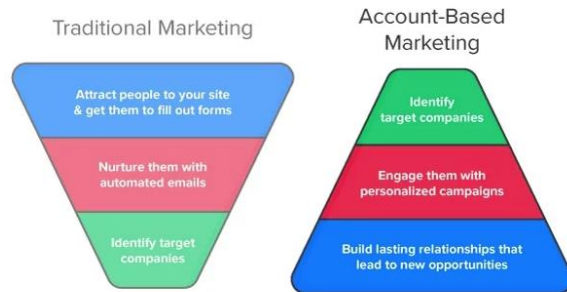 Traditional Marketing
Attract people to your site
& get them to fill out forms
Nurture them with
automated emails
Identify target
companies
Account-Based
Marketing
Identify
target companies
Engage them with
personalized campaigns
Build lasting relationships that
lead to new opportunities